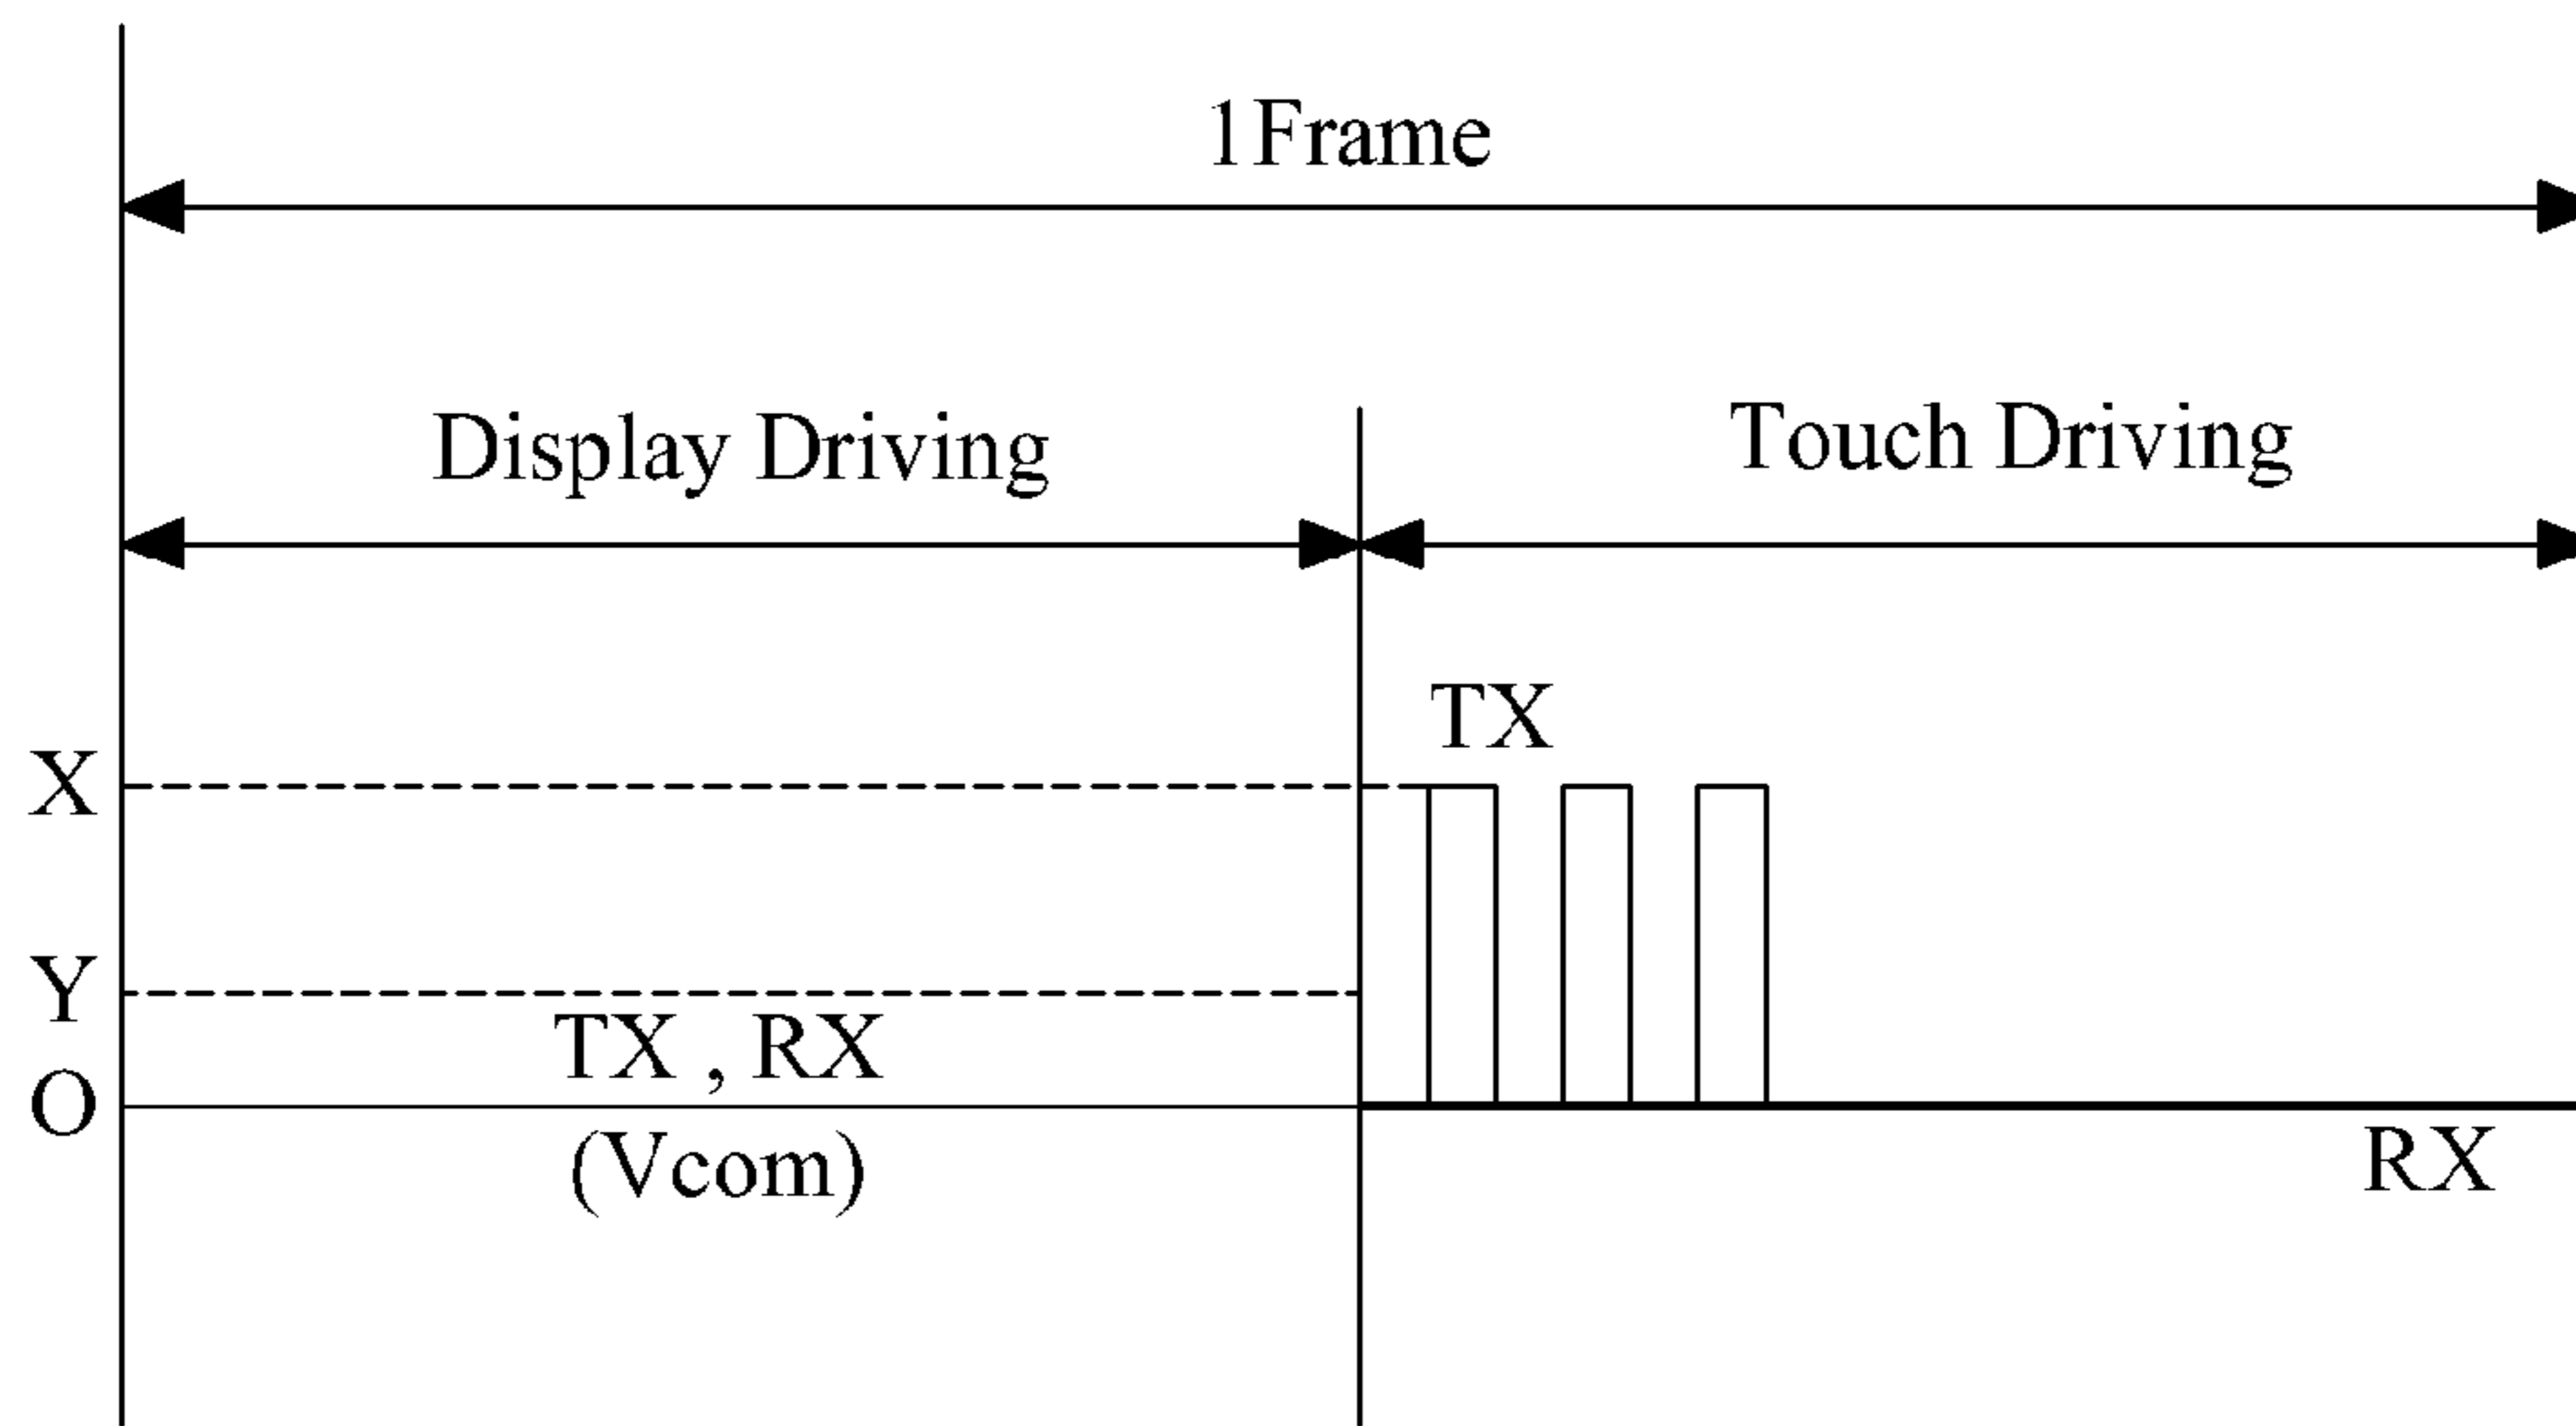 1Frame
Display Driving
Touch Driving
TX
X
Y
TX , RX
O
(Vcom)
RX